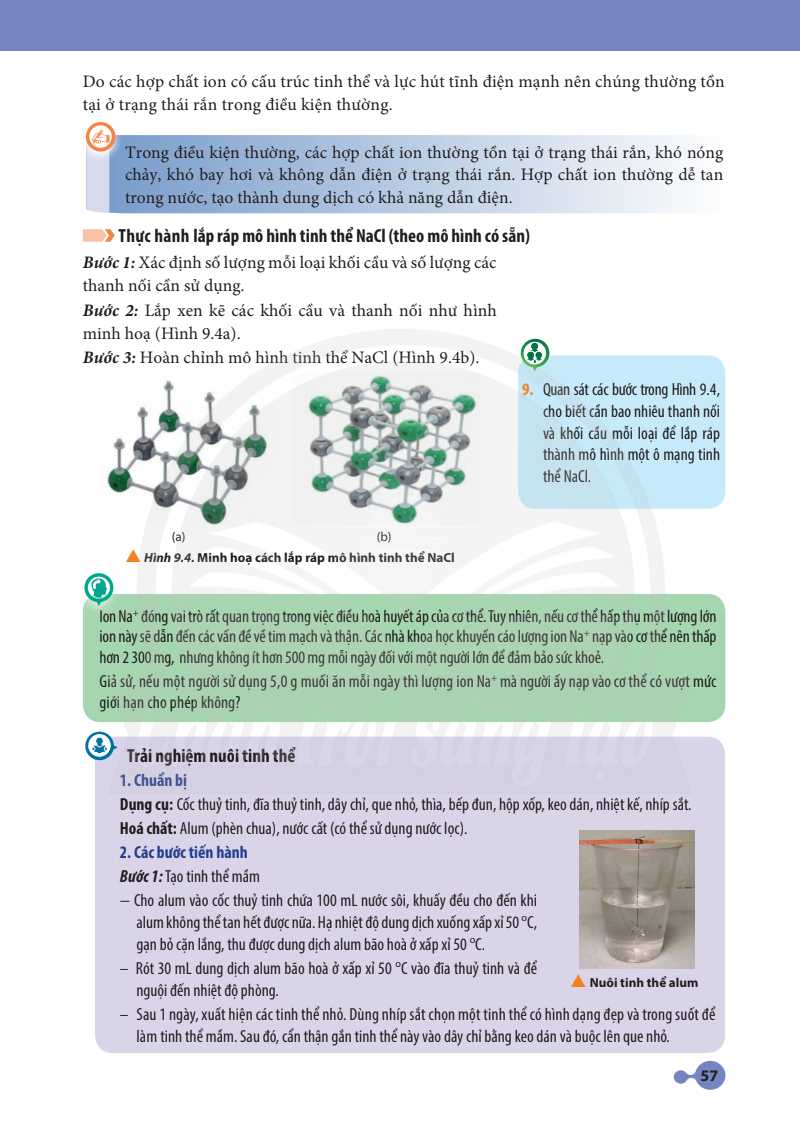 Do các hợp chất ion có cấu trúc tinh thể và lực hút tĩnh điện mạnh nên chúng thường tồn
tại ở trạng thái rắn trong điều kiện thường.
Trong điều kiện thường, các hợp chất ion thường tồn tại ở trạng thái rắn, khó nóng
chảy, khó bay hơi và không dẫn điện ở trạng thái rắn. Hợp chất ion thường dễ tan
trong nước, tạo thành dung dịch có khả năng dẫn điện.
Thực hành lắp ráp mô hình tinh thể NaCl (theo mô hình có sẵn)
Bước 1: Xác định số lượng mỗi loại khối cầu và số lượng các
thanh nối cần sử dụng.
Bước 2: Lắp xen kẽ các khối cầu và thanh nối như hình
minh hoạ (Hình 9.4a).
Bước 3: Hoàn chỉnh mô hình tinh thể NaCl (Hình 9.4b).
9. Quan sát các bước trong Hình 9.4,
cho biết cần bao nhiêu thanh nối
và khối cầu mỗi loại để lắp ráp
thành mô hình một ô mạng tinh
thể NaCl.
(a) (b)
Hình 9.4. Minh hoạ cách lắp ráp mô hình tinh thể NaCl
Ion Na⁺ đóng vai trò rất quan trọng trong việc điều hoà huyết áp của cơ thể. Tuy nhiên, nếu cơ thể hấp thụ một lượng lớn
ion này sẽ dẫn đến các vấn đề về tim mạch và thận. Các nhà khoa học khuyến cáo lượng ion Na⁺ nạp vào cơ thể nên thấp
hơn 2 300 mg, nhưng không ít hơn 500 mg mỗi ngày đối với một người lớn để đảm bảo sức khoẻ.
Giả sử, nếu một người sử dụng 5,0 g muối ăn mỗi ngày thì lượng ion Na⁺ mà người ấy nạp vào cơ thể có vượt mức
giới hạn cho phép không?
Trải nghiệm nuôi tinh thể
1. Chuẩn bị
Dụng cụ: Cốc thuỷ tinh, đĩa thuỷ tinh, dây chỉ, que nhỏ, thìa, bếp đun, hộp xốp, keo dán, nhiệt kế, nhíp sắt.
Hoá chất: Alum (phèn chua), nước cất (có thể sử dụng nước lọc).
2. Các bước tiến hành
Bước 1: Tạo tinh thể mầm
– Cho alum vào cốc thuỷ tinh chứa 100 mL nước sôi, khuấy đều cho đến khi
alum không thể tan hết được nữa. Hạ nhiệt độ dung dịch xuống xấp xỉ 50 °C,
gạn bỏ cặn lắng, thu được dung dịch alum bão hoà ở xấp xỉ 50 °C.
– Rót 30 mL dung dịch alum bão hoà ở xấp xỉ 50 °C vào đĩa thuỷ tinh và để
nguội đến nhiệt độ phòng.
Nuôi tinh thể alum
– Sau 1 ngày, xuất hiện các tinh thể nhỏ. Dùng nhíp sắt chọn một tinh thể có hình dạng đẹp và trong suốt để
làm tinh thể mầm. Sau đó, cẩn thận gắn tinh thể này vào dây chỉ bằng keo dán và buộc lên que nhỏ.
57